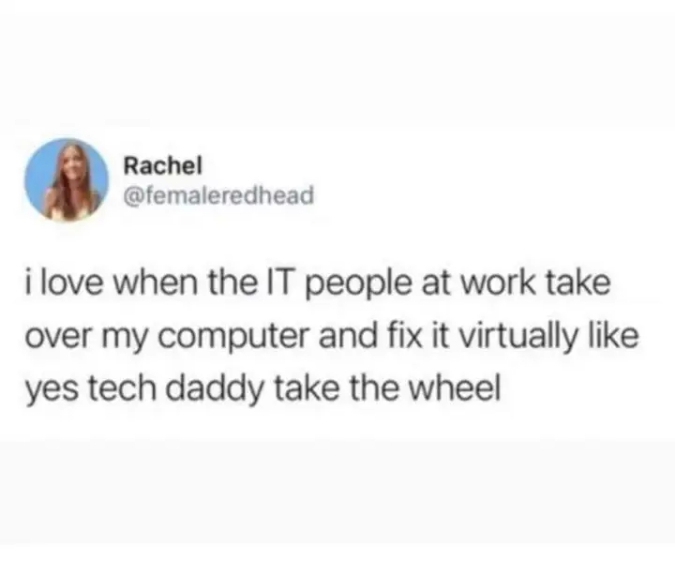 Rachel
@femaleredhead
i love when the IT people at work take
over my computer and fix it virtually like
yes tech daddy take the wheel